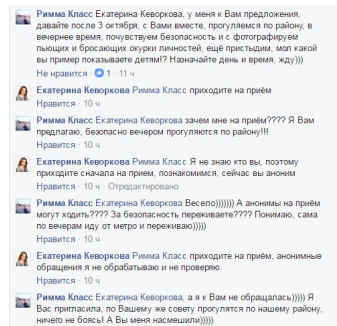 Римма Класс Екатерина Кеворкова, у меня к Вам предложения,
давайте после 3 октября, с Вами вместе, прогуляемся по району, в
вечернее время, почувствуем безопасность и с фотографируем
пьющих и бросающих окурки личностей, ещё пристыдим, мол какой
вы пример показываете детям!? Назначайте день и время, жду)))
Не нравится · 1 · 11 ч
Екатерина Кеворкова Римма Класс приходите на приём
Нравится · 10 ч
Римма Класс Екатерина Кеворкова зачем мне на приём???? Я Вам
предлагаю, безопасно вечером прогуляются по району!!!
Нравится · 10 ч
Екатерина Кеворкова Римма Класс Я не знаю кто вы, поэтому
приходите сначала на прием, познакомимся, сейчас вы аноним
Нравится · 10 ч · Отредактировано
Римма Класс Екатерина Кеворкова Весело))))))) А анонимы на приём
могут ходить???? За безопасность переживаете???? Понимаю, сама
по вечерам иду от метро и переживаю)))))
Нравится · 10 ч
Екатерина Кеворкова Римма Класс приходите на прием, анонимные
обращения я не обрабатываю и не проверяю.
Нравится · 10 ч
Римма Класс Екатерина Кеворкова, а я к Вам не обращалась))))) Я
Вас пригласила, по Вашему же совету прогулятся по нашему району,
ничего не боясь! А Вы меня насмешили)))))